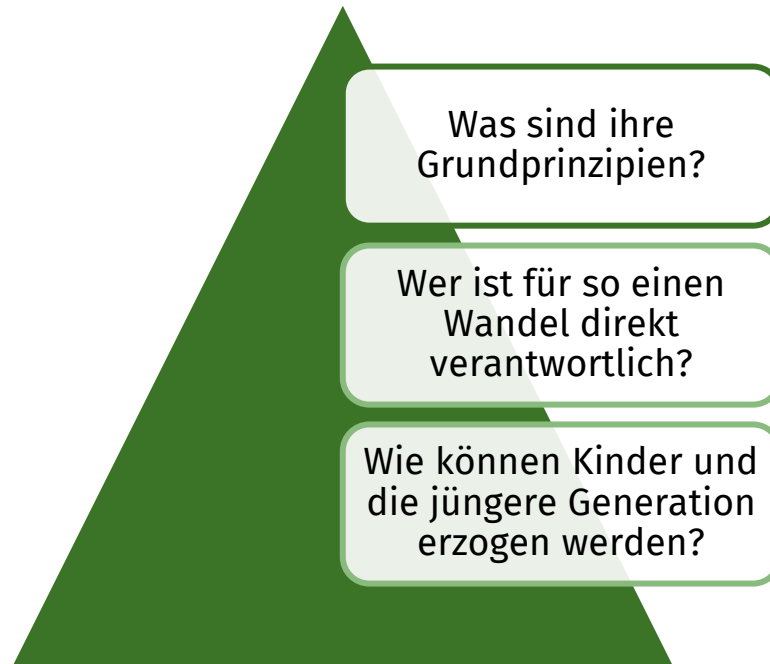 Was sind ihre
Grundprinzipien?
Wer ist für so einen
Wandel direkt
verantwortlich?
Wie können Kinder und
die jüngere Generation
erzogen werden?